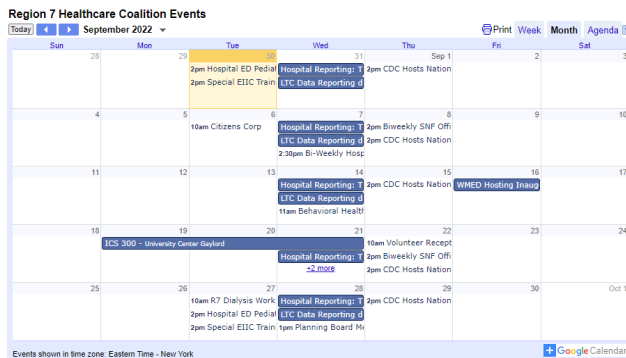 Region 7 Healthcare Coalition Events
Today September 2022 Print Week Month Agenda
Sun Mon Tue Wed Thu Fri Sat
28 29 30 31 Sep 1 2 3
2pm Hospital ED Pediat Hospital Reporting: T 2pm CDC Hosts Nation
2pm Special EIIC Train LTC Data Reporting d
4 5 6 7 8 9 10
10am Citizens Corp Hospital Reporting: T 2pm Biweekly SNF Offi
LTC Data Reporting d 2pm CDC Hosts Nation
2:30pm Bi-Weekly Hosp
11 12 13 14 15 16 17
Hospital Reporting: T 2pm CDC Hosts Nation WMED Hosting Inaug
LTC Data Reporting d
11am Behavioral Healt
18 19 20 21 22 23 24
ICS 300 - University Center Gaylord 10am Volunteer Recept
Hospital Reporting: T 2pm Biweekly SNF Offi
+2 more 2pm CDC Hosts Nation
25 26 27 28 29 30 Oct 1
10am R7 Dialysis Work Hospital Reporting: T 2pm CDC Hosts Nation
2pm Hospital ED Pediat LTC Data Reporting d
2pm Special EIIC Train 1pm Planning Board Me
Events shown in time zone: Eastern Time - New York
+ Google Calendar